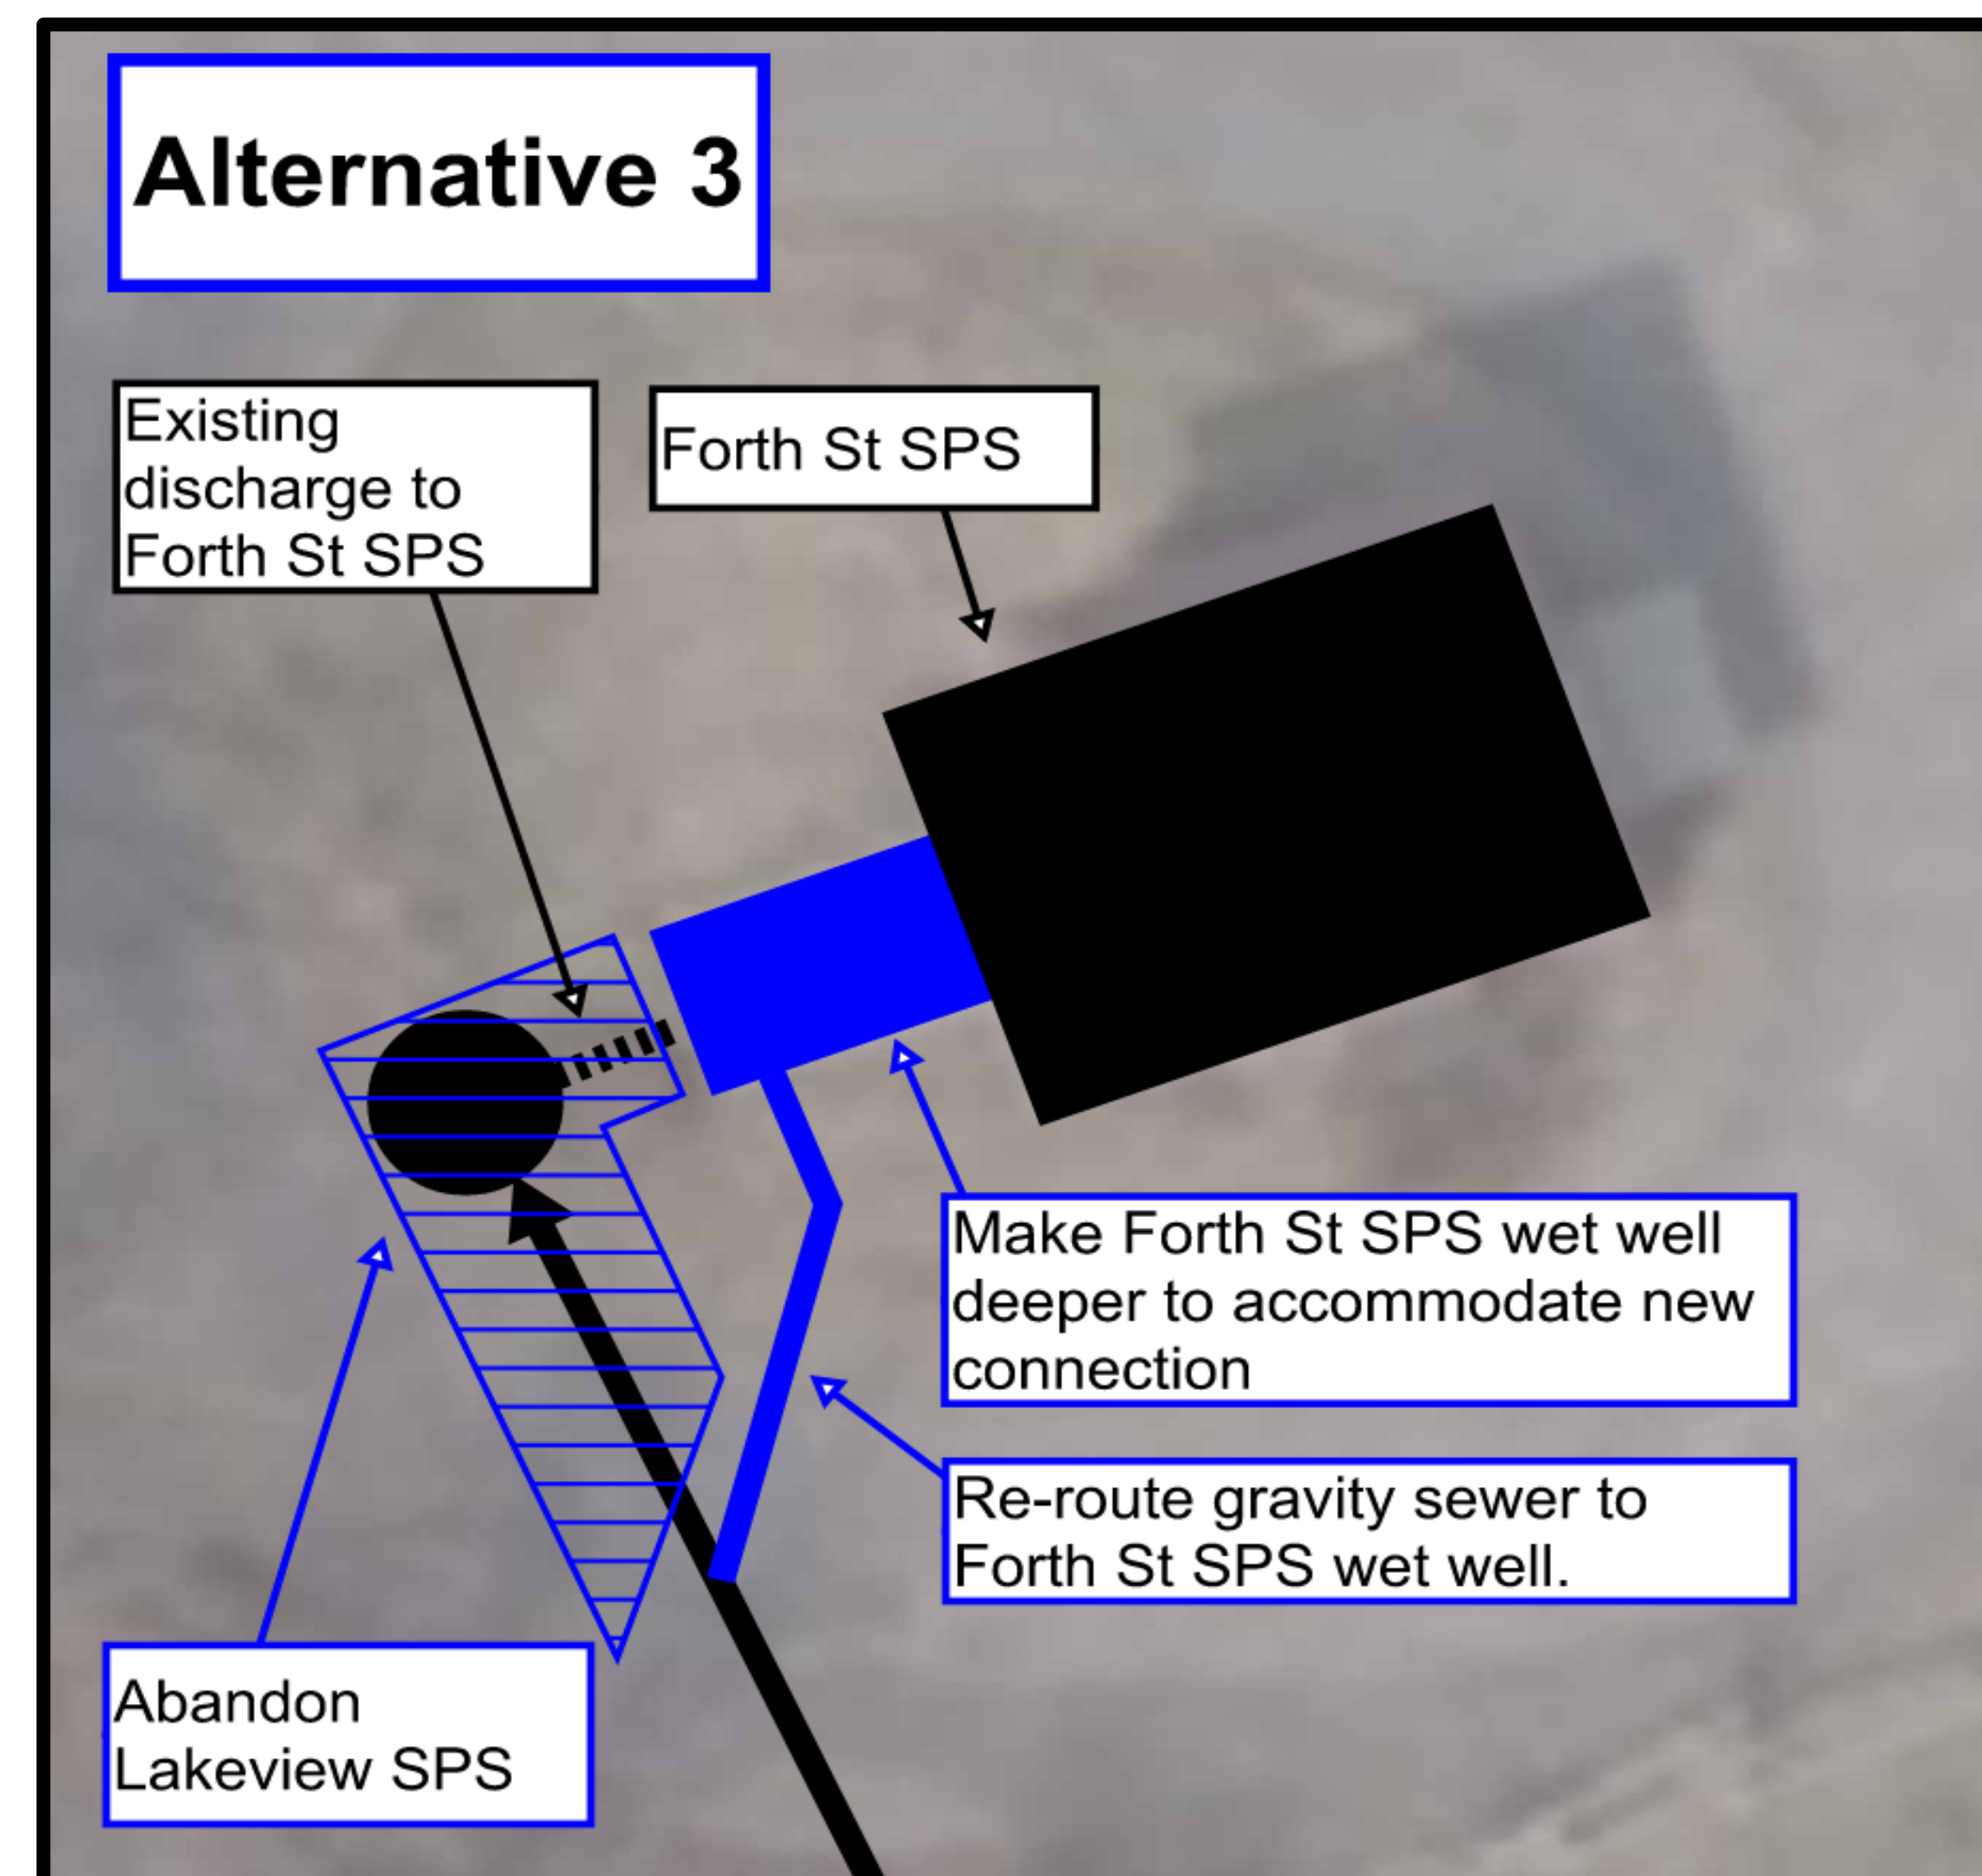 Alternative 3
Existing
discharge to
Forth St SPS
Forth St SPS
Make Forth St SPS wet well
deeper to accommodate new
connection
Re-route gravity sewer to
Forth St SPS wet well.
Abandon
Lakeview SPS